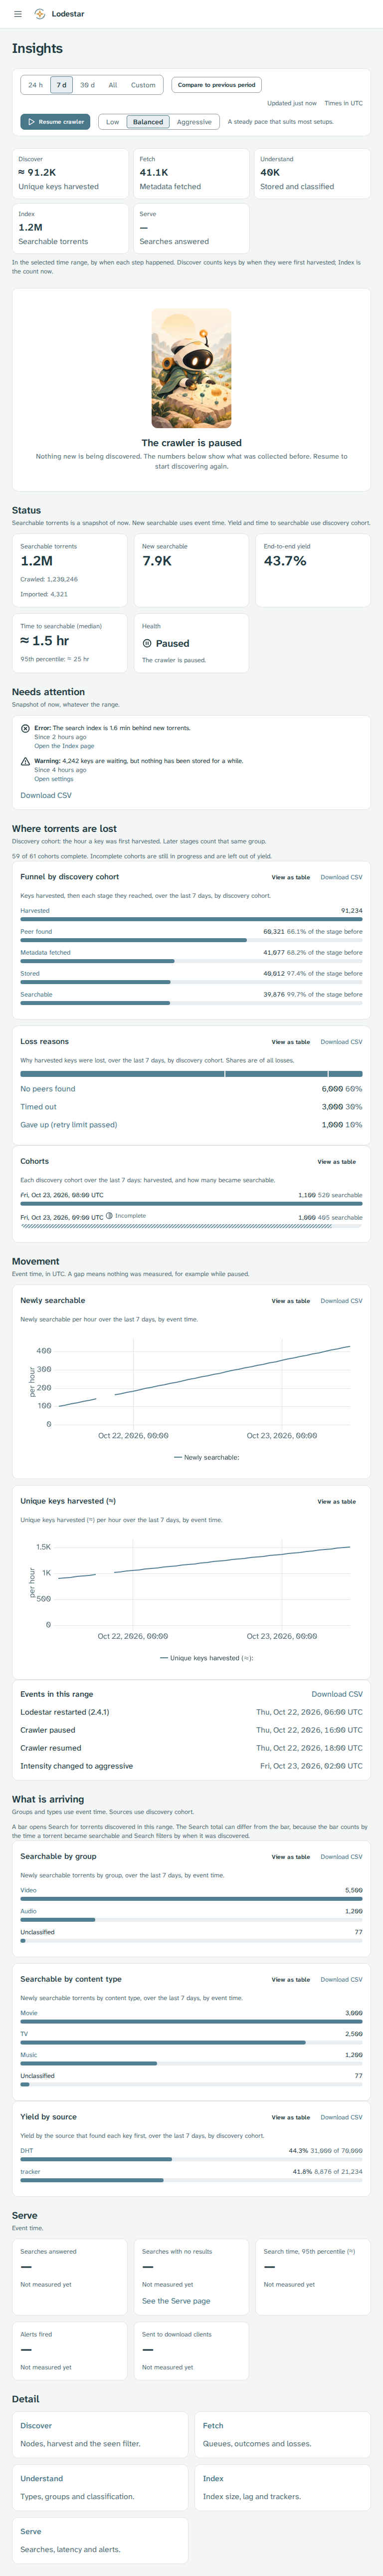 Lodestar
Insights
24 h 7 d 30 d All Custom Compare to previous period
Updated just now Times in UTC
Resume crawler Low Balanced Aggressive A steady pace that suits most setups.
Discover Fetch Understand
≈ 91.2K 41.1K 40K
Unique keys harvested Metadata fetched Stored and classified
Index Serve
1.2M —
Searchable torrents Searches answered
In the selected time range, by when each step happened. Discover counts keys by when they were first harvested; Index is
the count now.
The crawler is paused
Nothing new is being discovered. The numbers below show what was collected before. Resume to
start discovering again.
Status
Searchable torrents is a snapshot of now. New searchable uses event time. Yield and time to searchable use discovery cohort.
Searchable torrents New searchable End-to-end yield
1.2M 7.9K 43.7%
Crawled: 1,230,246
Imported: 4,321
Time to searchable (median) Health
≈ 1.5 hr Paused
95th percentile: ≈ 25 hr The crawler is paused.
Needs attention
Snapshot of now, whatever the range.
Error: The search index is 1.6 min behind new torrents.
Since 2 hours ago
Open the Index page
Warning: 4,242 keys are waiting, but nothing has been stored for a while.
Since 4 hours ago
Open settings
Download CSV
Where torrents are lost
Discovery cohort: the hour a key was first harvested. Later stages count that same group.
59 of 61 cohorts complete. Incomplete cohorts are still in progress and are left out of yield.
Funnel by discovery cohort View as table Download CSV
Keys harvested, then each stage they reached, over the last 7 days, by discovery cohort.
Harvested 91,234
Peer found 60,321 66.1% of the stage before
Metadata fetched 41,077 68.2% of the stage before
Stored 40,012 97.4% of the stage before
Searchable 39,876 99.7% of the stage before
Loss reasons View as table Download CSV
Why harvested keys were lost, over the last 7 days, by discovery cohort. Shares are of all losses.
No peers found 6,000 60%
Timed out 3,000 30%
Gave up (retry limit passed) 1,000 10%
Cohorts View as table
Each discovery cohort over the last 7 days: harvested, and how many became searchable.
Fri, Oct 23, 2026, 08:00 UTC 1,100 520 searchable
Fri, Oct 23, 2026, 09:00 UTC Incomplete 1,000 405 searchable
Movement
Event time, in UTC. A gap means nothing was measured, for example while paused.
Newly searchable View as table Download CSV
Newly searchable per hour over the last 7 days, by event time.
per hour
400
300
200
100
0
Oct 22, 2026, 00:00 Oct 23, 2026, 00:00
Newly searchable:
Unique keys harvested (≈) View as table
Unique keys harvested (≈) per hour over the last 7 days, by event time.
per hour
1.5K
1K
500
0
Oct 22, 2026, 00:00 Oct 23, 2026, 00:00
Unique keys harvested (≈):
Events in this range Download CSV
Lodestar restarted (2.4.1) Thu, Oct 22, 2026, 06:00 UTC
Crawler paused Thu, Oct 22, 2026, 16:00 UTC
Crawler resumed Thu, Oct 22, 2026, 18:00 UTC
Intensity changed to aggressive Fri, Oct 23, 2026, 02:00 UTC
What is arriving
Groups and types use event time. Sources use discovery cohort.
A bar opens Search for torrents discovered in this range. The Search total can differ from the bar, because the bar counts by
the time a torrent became searchable and Search filters by when it was discovered.
Searchable by group View as table Download CSV
Newly searchable torrents by group, over the last 7 days, by event time.
Video 5,500
Audio 1,200
Unclassified 77
Searchable by content type View as table Download CSV
Newly searchable torrents by content type, over the last 7 days, by event time.
Movie 3,000
TV 2,500
Music 1,200
Unclassified 77
Yield by source View as table Download CSV
Yield by the source that found each key first, over the last 7 days, by discovery cohort.
DHT 44.3% 31,000 of 70,000
tracker 41.8% 8,876 of 21,234
Serve
Event time.
Searches answered Searches with no results Search time, 95th percentile (≈)
— — —
Not measured yet Not measured yet Not measured yet
See the Serve page
Alerts fired Sent to download clients
— —
Not measured yet Not measured yet
Detail
Discover Fetch
Nodes, harvest and the seen filter. Queues, outcomes and losses.
Understand Index
Types, groups and classification. Index size, lag and trackers.
Serve
Searches, latency and alerts.